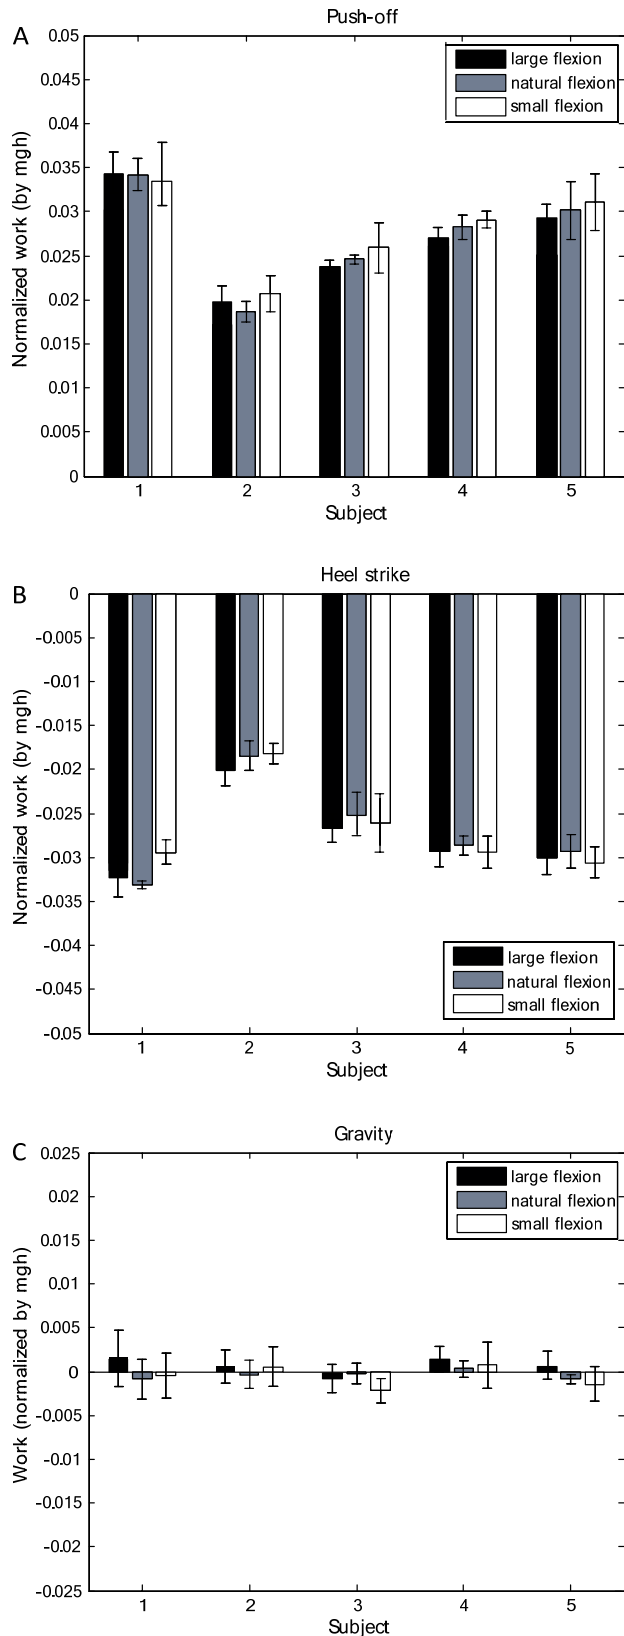 A
Push-off
0.05
0.045
0.04
0.035
0.03
0.025
0.02
0.015
0.01
0.005
0
Normalized work (by mgh)
large flexion
natural flexion
small flexion
1 2 3 4 5
Subject
B
Heel strike
0
-0.005
-0.01
-0.015
-0.02
-0.025
-0.03
-0.035
-0.04
-0.045
-0.05
Normalized work (by mgh)
large flexion
natural flexion
small flexion
1 2 3 4 5
Subject
C
Gravity
0.025
0.02
0.015
0.01
0.005
0
-0.005
-0.01
-0.015
-0.02
-0.025
Work (normalized by mgh)
large flexion
natural flexion
small flexion
1 2 3 4 5
Subject